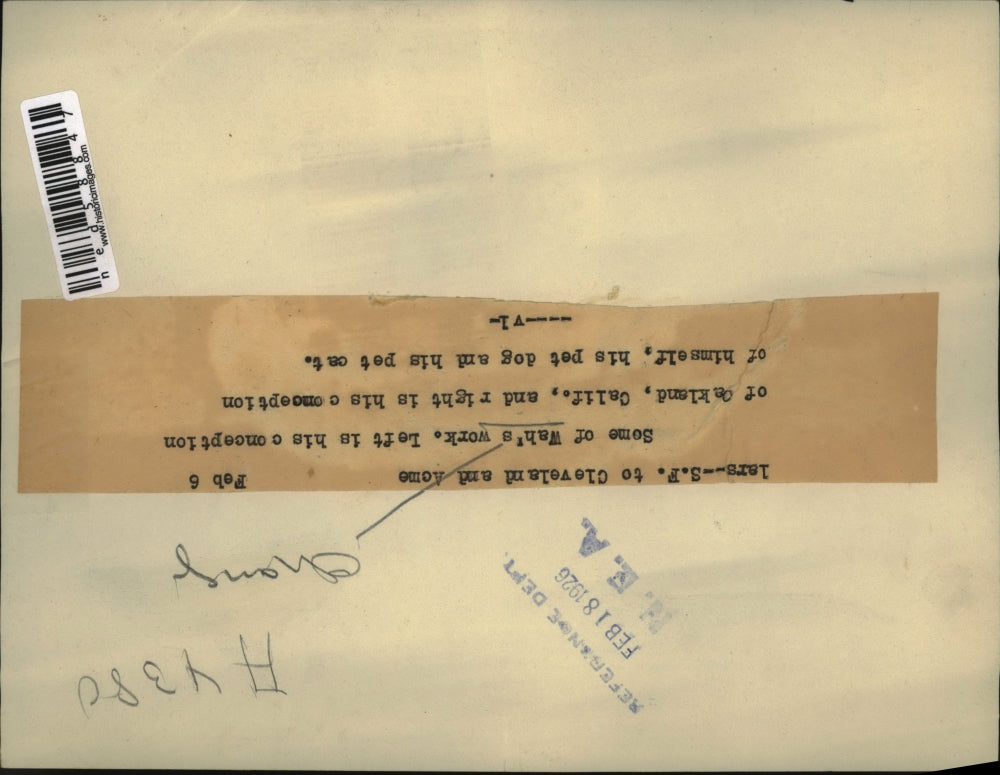 lars--S.F. to Cleveland and Acme Feb 6
Some of Wah's work. Left is his conception
of Oakland, Calif., and right is his conception
of himself, his pet dog and his pet cat.
----vl-
N. E. A.
FEB 18 1926
REFERENCE DEPT.
www.historicimages.com